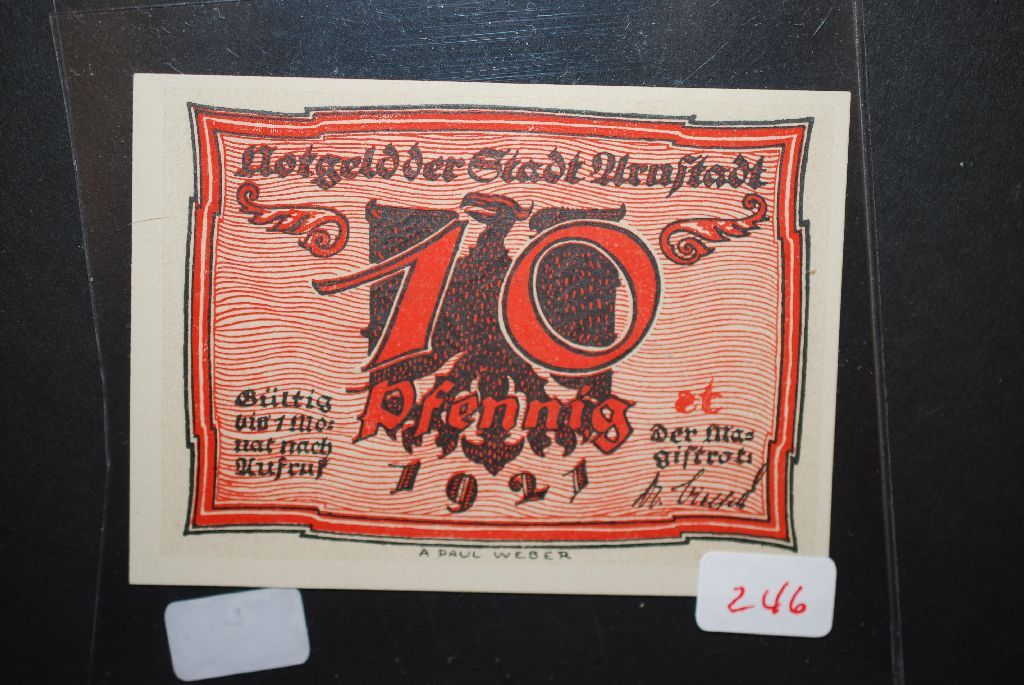 Notgeld der Stadt Arnstadt
10
Pfennig
1921
Gültig
bis 1 Mo=
nat nach
Aufruf
et
Der Ma=
gistrat:
A PAUL WEBER
246